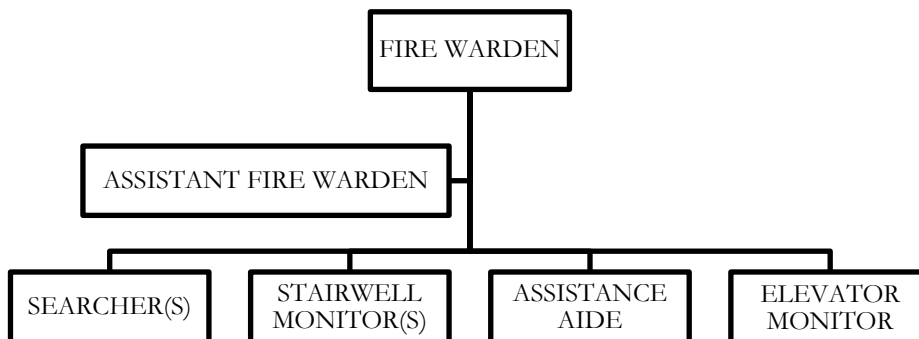 FIRE WARDEN
ASSISTANT FIRE WARDEN
SEARCHER(S)
STAIRWELL
MONITOR(S)
ASSISTANCE
AIDE
ELEVATOR
MONITOR